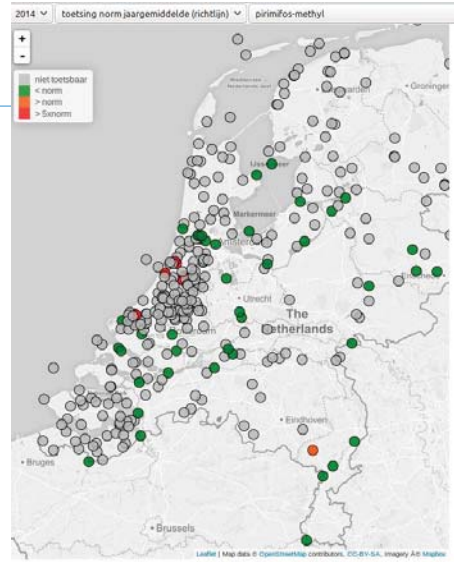 2014 toetsing norm jaargemiddelde (richtlijn) pirimifos-methyl
+
-
niet toetsbaar
< norm
> norm
> 5xnorm
Groningen
Markermeer
Utrecht
The
Netherlands
Eindhoven
Bruges
Brussels
Leaflet | Map data © OpenStreetMap contributors, CC-BY-SA, Imagery © Mapbox